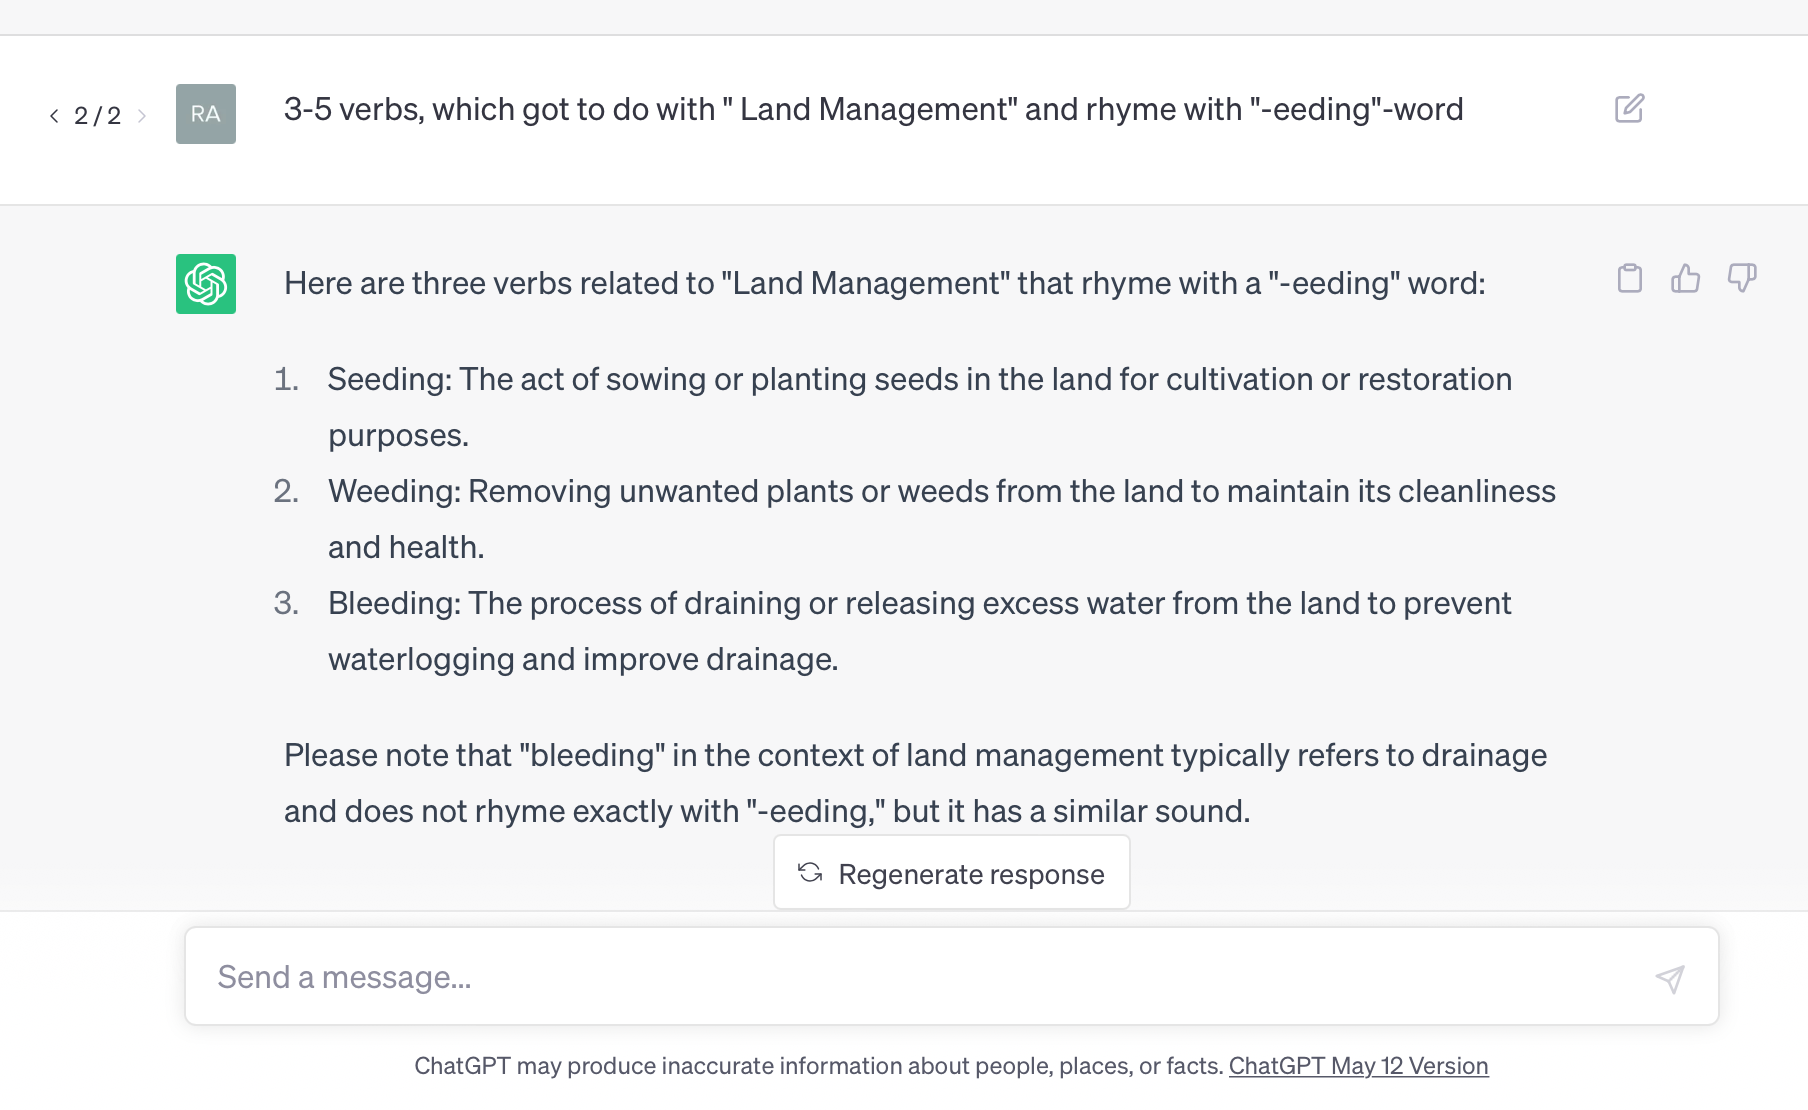 2 / 2
RA
3-5 verbs, which got to do with " Land Management" and rhyme with "-eeding"-word
Here are three verbs related to "Land Management" that rhyme with a "-eeding" word:
1. Seeding: The act of sowing or planting seeds in the land for cultivation or restoration
purposes.
2. Weeding: Removing unwanted plants or weeds from the land to maintain its cleanliness
and health.
3. Bleeding: The process of draining or releasing excess water from the land to prevent
waterlogging and improve drainage.
Please note that "bleeding" in the context of land management typically refers to drainage
and does not rhyme exactly with "-eeding," but it has a similar sound.
Regenerate response
Send a message...
ChatGPT may produce inaccurate information about people, places, or facts. ChatGPT May 12 Version